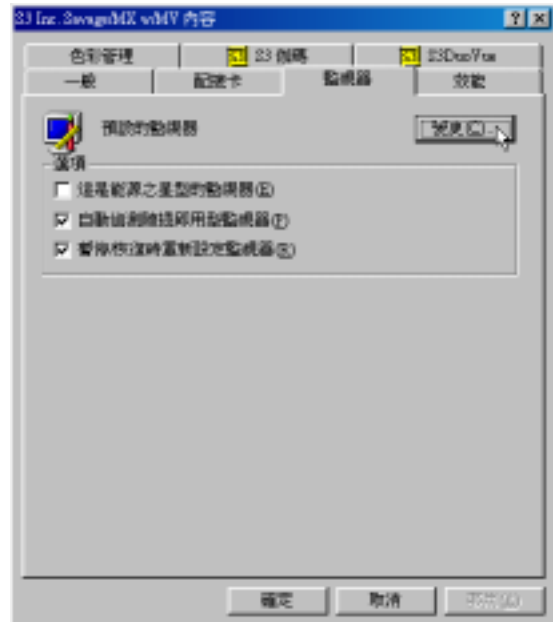 S3 Inc. Savage/MX w/MV 內容
色彩管理
S3 伽碼
S3DuoVue
一般
配接卡
監視器
效能
預設的監視器
變更(C)...
選項
這是能源之星型的監視器(E)
自動偵測隨插即用型監視器(P)
暫停/恢復時重新設定監視器(R)
確定
取消
套用(A)